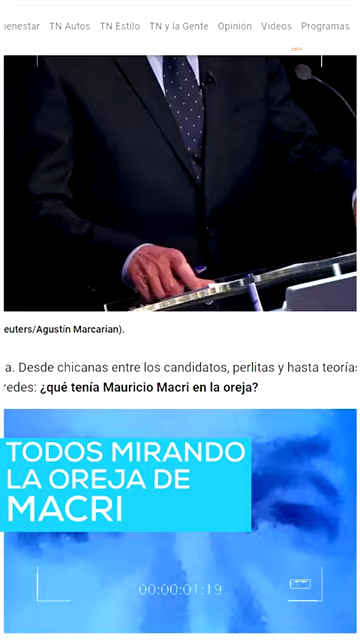 ienestar TN Autos TN Estilo TN y la Gente Opinión Videos Programas
euters/Agustín Marcarian).
a. Desde chicanas entre los candidatos, perlitas y hasta teorías
redes: ¿qué tenía Mauricio Macri en la oreja?
TODOS MIRANDO
LA OREJA DE
MACRI
00:00:01:19